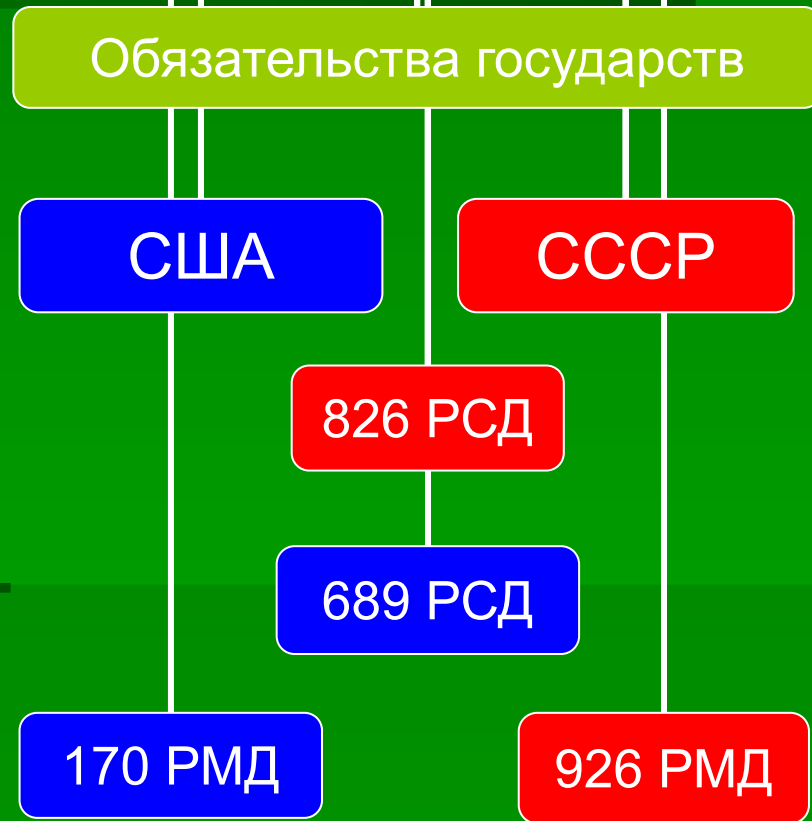 Обязательства государств
США
СССР
826 РСД
689 РСД
170 РМД
926 РМД